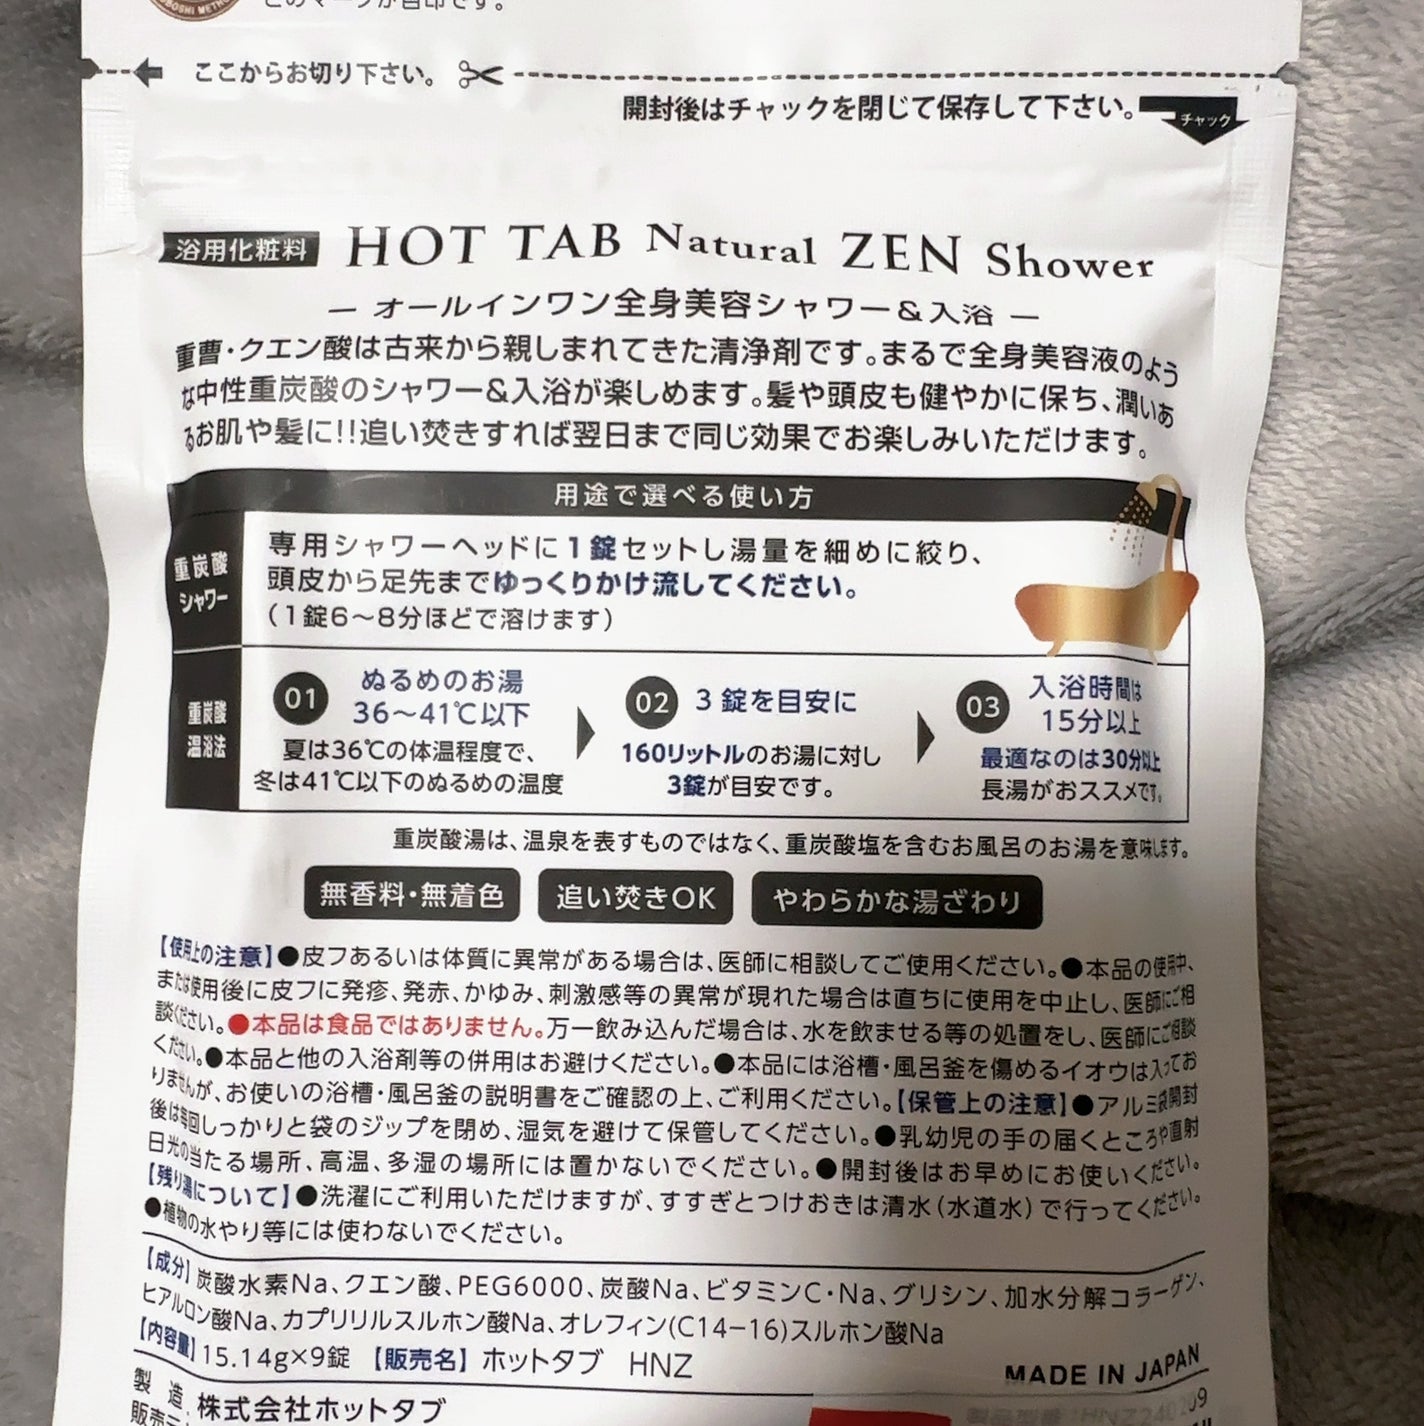 このマークが目印です。
ここからお切り下さい。
開封後はチャックを閉じて保存して下さい。
チャック
浴用化粧料 HOT TAB Natural ZEN Shower
― オールインワン全身美容シャワー&入浴 ―
重曹・クエン酸は古来から親しまれてきた清浄剤です。まるで全身美容液のよう
な中性重炭酸のシャワー&入浴が楽しめます。髪や頭皮も健やかに保ち、潤いあ
るお肌や髪に!!追い焚きすれば翌日まで同じ効果でお楽しみいただけます。
用途で選べる使い方
重炭酸
シャワー
専用シャワーヘッドに1錠セットし湯量を細めに絞り、
頭皮から足先までゆっくりかけ流してください。
(1錠6〜8分ほどで溶けます)
重炭酸
温浴法
01 ぬるめのお湯
36〜41℃以下
夏は36℃の体温程度で、
冬は41℃以下のぬるめの温度
02 3錠を目安に
160リットルのお湯に対し
3錠が目安です。
03 入浴時間は
15分以上
最適なのは30分以上
長湯がおススメです。
重炭酸湯は、温泉を表すものではなく、重炭酸塩を含むお風呂のお湯を意味します。
無香料・無着色 追い焚きOK やわらかな湯ざわり
【使用上の注意】●皮フあるいは体質に異常がある場合は、医師に相談してご使用ください。●本品の使用中、
または使用後に皮フに発疹、発赤、かゆみ、刺激感等の異常が現れた場合は直ちに使用を中止し、医師にご相
談ください。●本品は食品ではありません。万一飲み込んだ場合は、水を飲ませる等の処置をし、医師にご相談
ください。●本品と他の入浴剤等の併用はお避けください。●本品には浴槽・風呂釜を傷めるイオウは入ってお
りませんが、お使いの浴槽・風呂釜の説明書をご確認の上、ご利用ください。【保管上の注意】●アルミ袋開封
後は毎回しっかりと袋のジップを閉め、湿気を避けて保管してください。●乳幼児の手の届くところや直射
日光の当たる場所、高温、多湿の場所には置かないでください。●開封後はお早めにお使いください。
【残り湯について】●洗濯にご利用いただけますが、すすぎとつけおきは清水(水道水)で行ってください。
●植物の水やり等には使わないでください。
【成分】炭酸水素Na、クエン酸、PEG6000、炭酸Na、ビタミンC・Na、グリシン、加水分解コラーゲン、
ヒアルロン酸Na、カプリリルスルホン酸Na、オレフィン(C14−16)スルホン酸Na
【内容量】15.14g×9錠 【販売名】ホットタブ HNZ
MADE IN JAPAN
製造
販売元 株式会社ホットタブ